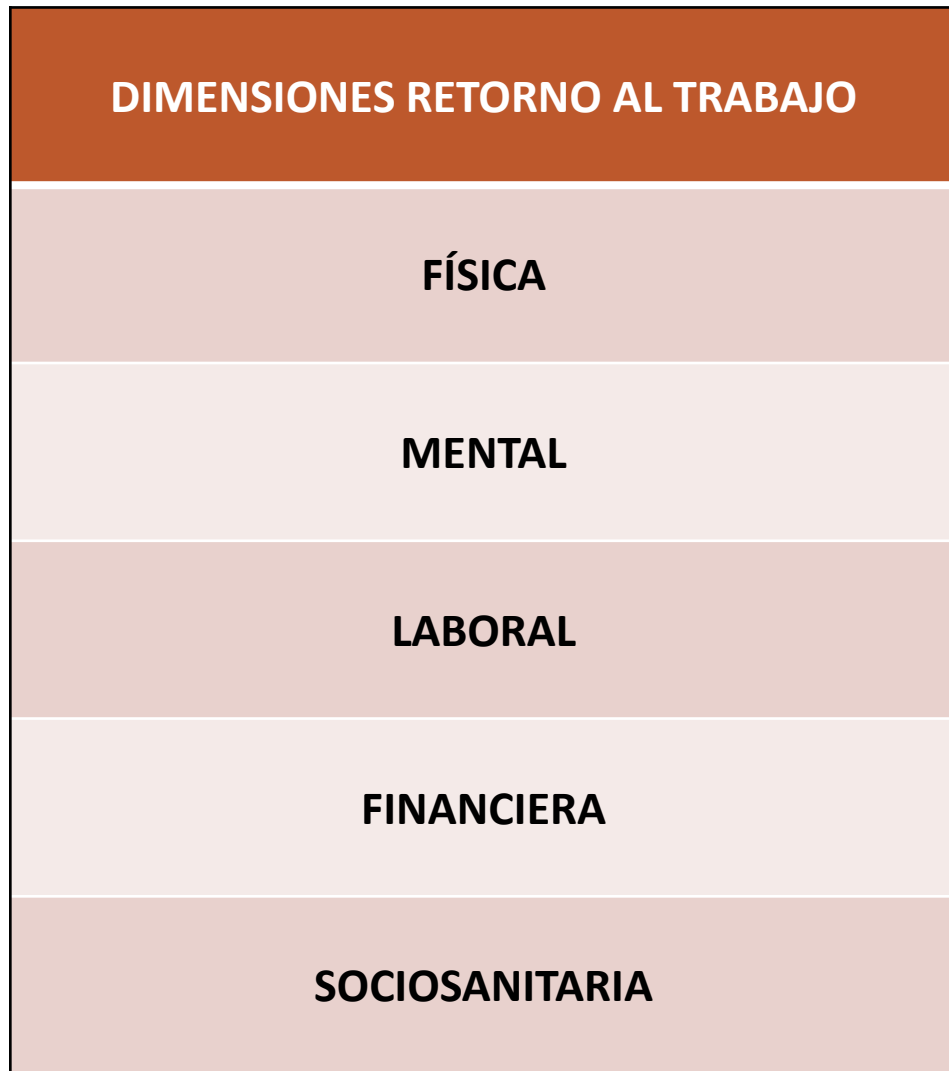 DIMENSIONES RETORNO AL TRABAJO
FÍSICA
MENTAL
LABORAL
FINANCIERA
SOCIOSANITARIA